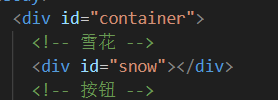 <div id="container">
<!-- 雪花 -->
<div id="snow"></div>
<!-- 按钮 -->